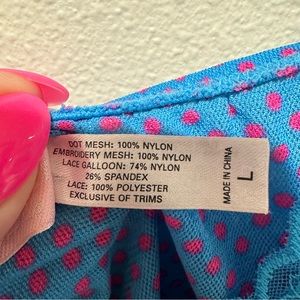 DOT MESH: 100% NYLON
EMBROIDERY MESH: 100% NYLON
LACE GALLOON: 74% NYLON
26% SPANDEX
LACE: 100% POLYESTER
EXCLUSIVE OF TRIMS
MADE IN CHINA
L